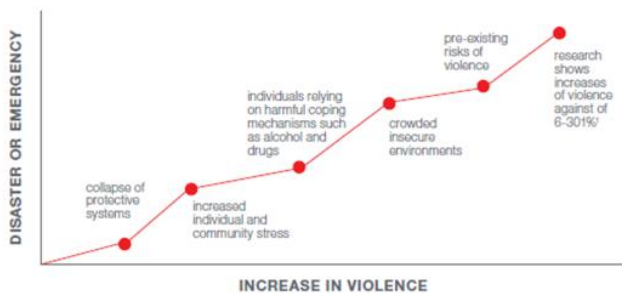 DISASTER OR EMERGENCY
collapse of
protective
systems
increased
individual and
community stress
individuals relying
on harmful coping
mechanisms such
as alcohol and
drugs
crowded
insecure
environments
pre-existing
risks of
violence
research
shows
increases
of violence
against of
6-301%¹
INCREASE IN VIOLENCE